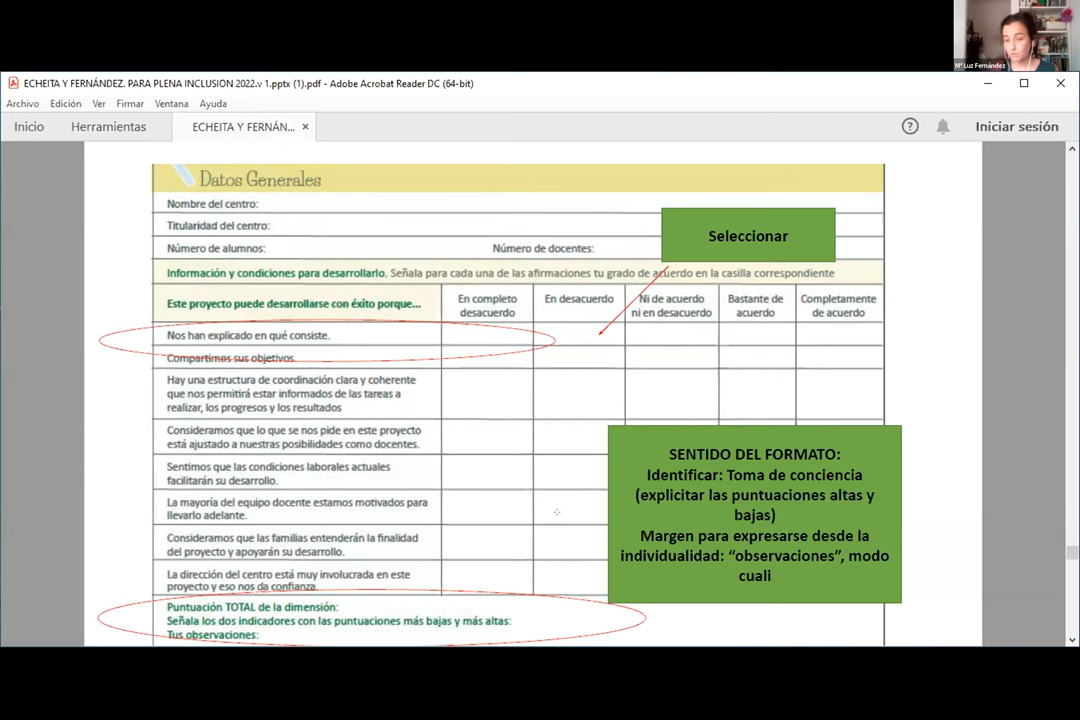 Mª Luz Fernández
ECHEITA Y FERNÁNDEZ. PARA PLENA INCLUSION 2022.v 1.pptx (1).pdf - Adobe Acrobat Reader DC (64-bit)
Archivo Edición Ver Firmar Ventana Ayuda
Inicio Herramientas ECHEITA Y FERNÁN... × Iniciar sesión
Datos Generales
Nombre del centro:
Titularidad del centro:
Número de alumnos: Número de docentes:
Seleccionar
Información y condiciones para desarrollarlo. Señala para cada una de las afirmaciones tu grado de acuerdo en la casilla correspondiente
Este proyecto puede desarrollarse con éxito porque...
En completo
desacuerdo
En desacuerdo
Ni de acuerdo
ni en desacuerdo
Bastante de
acuerdo
Completamente
de acuerdo
Nos han explicado en qué consiste.
Compartimos sus objetivos.
Hay una estructura de coordinación clara y coherente
que nos permitirá estar informados de las tareas a
realizar, los progresos y los resultados
Consideramos que lo que se nos pide en este proyecto
está ajustado a nuestras posibilidades como docentes.
Sentimos que las condiciones laborales actuales
facilitarán su desarrollo.
La mayoría del equipo docente estamos motivados para
llevarlo adelante.
Consideramos que las familias entenderán la finalidad
del proyecto y apoyarán su desarrollo.
La dirección del centro está muy involucrada en este
proyecto y eso nos da confianza.
Puntuación TOTAL de la dimensión:
Señala los dos indicadores con las puntuaciones más bajas y más altas:
Tus observaciones:
SENTIDO DEL FORMATO:
Identificar: Toma de conciencia
(explicitar las puntuaciones altas y
bajas)
Margen para expresarse desde la
individualidad: “observaciones”, modo
cuali